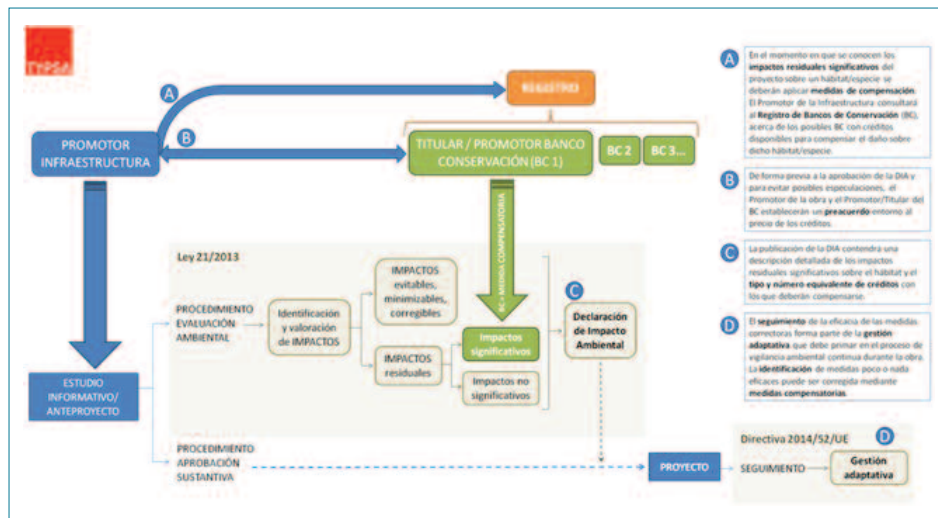 TYPSA
A
REGISTRO
B
PROMOTOR
INFRAESTRUCTURA
TITULAR / PROMOTOR BANCO
CONSERVACIÓN (BC 1)
BC 2
BC 3...
BC = MEDIDA COMPENSATORIA
Ley 21/2013
PROCEDIMIENTO
EVALUACIÓN
AMBIENTAL
Identificación
y valoración
de IMPACTOS
IMPACTOS
evitables,
minimizables,
corregibles
IMPACTOS
residuales
Impactos
significativos
Impactos no
significativos
C
Declaración
de Impacto
Ambiental
ESTUDIO
INFORMATIVO/
ANTEPROYECTO
PROCEDIMIENTO
APROBACIÓN
SUSTANTIVA
PROYECTO
Directiva 2014/52/UE
D
SEGUIMIENTO
Gestión
adaptativa
A
En el momento en que se conocen los
impactos residuales significativos del
proyecto sobre un hábitat/especie se
deberán aplicar medidas de compensación.
El Promotor de la Infraestructura consultará
al Registro de Bancos de Conservación (BC),
acerca de los posibles BC con créditos
disponibles para compensar el daño sobre
dicho hábitat/especie.
B
De forma previa a la aprobación de la DIA y
para evitar posibles especulaciones, el
Promotor de la obra y el Promotor/Titular del
BC establecerán un preacuerdo entorno al
precio de los créditos.
C
La publicación de la DIA contendrá una
descripción detallada de los impactos
residuales significativos sobre el hábitat y el
tipo y número equivalente de créditos con
los que deberán compensarse.
D
El seguimiento de la eficacia de las medidas
correctoras forma parte de la gestión
adaptativa que debe primar en el proceso de
vigilancia ambiental continua durante la obra.
La identificación de medidas poco o nada
eficaces puede ser corregida mediante
medidas compensatorias.